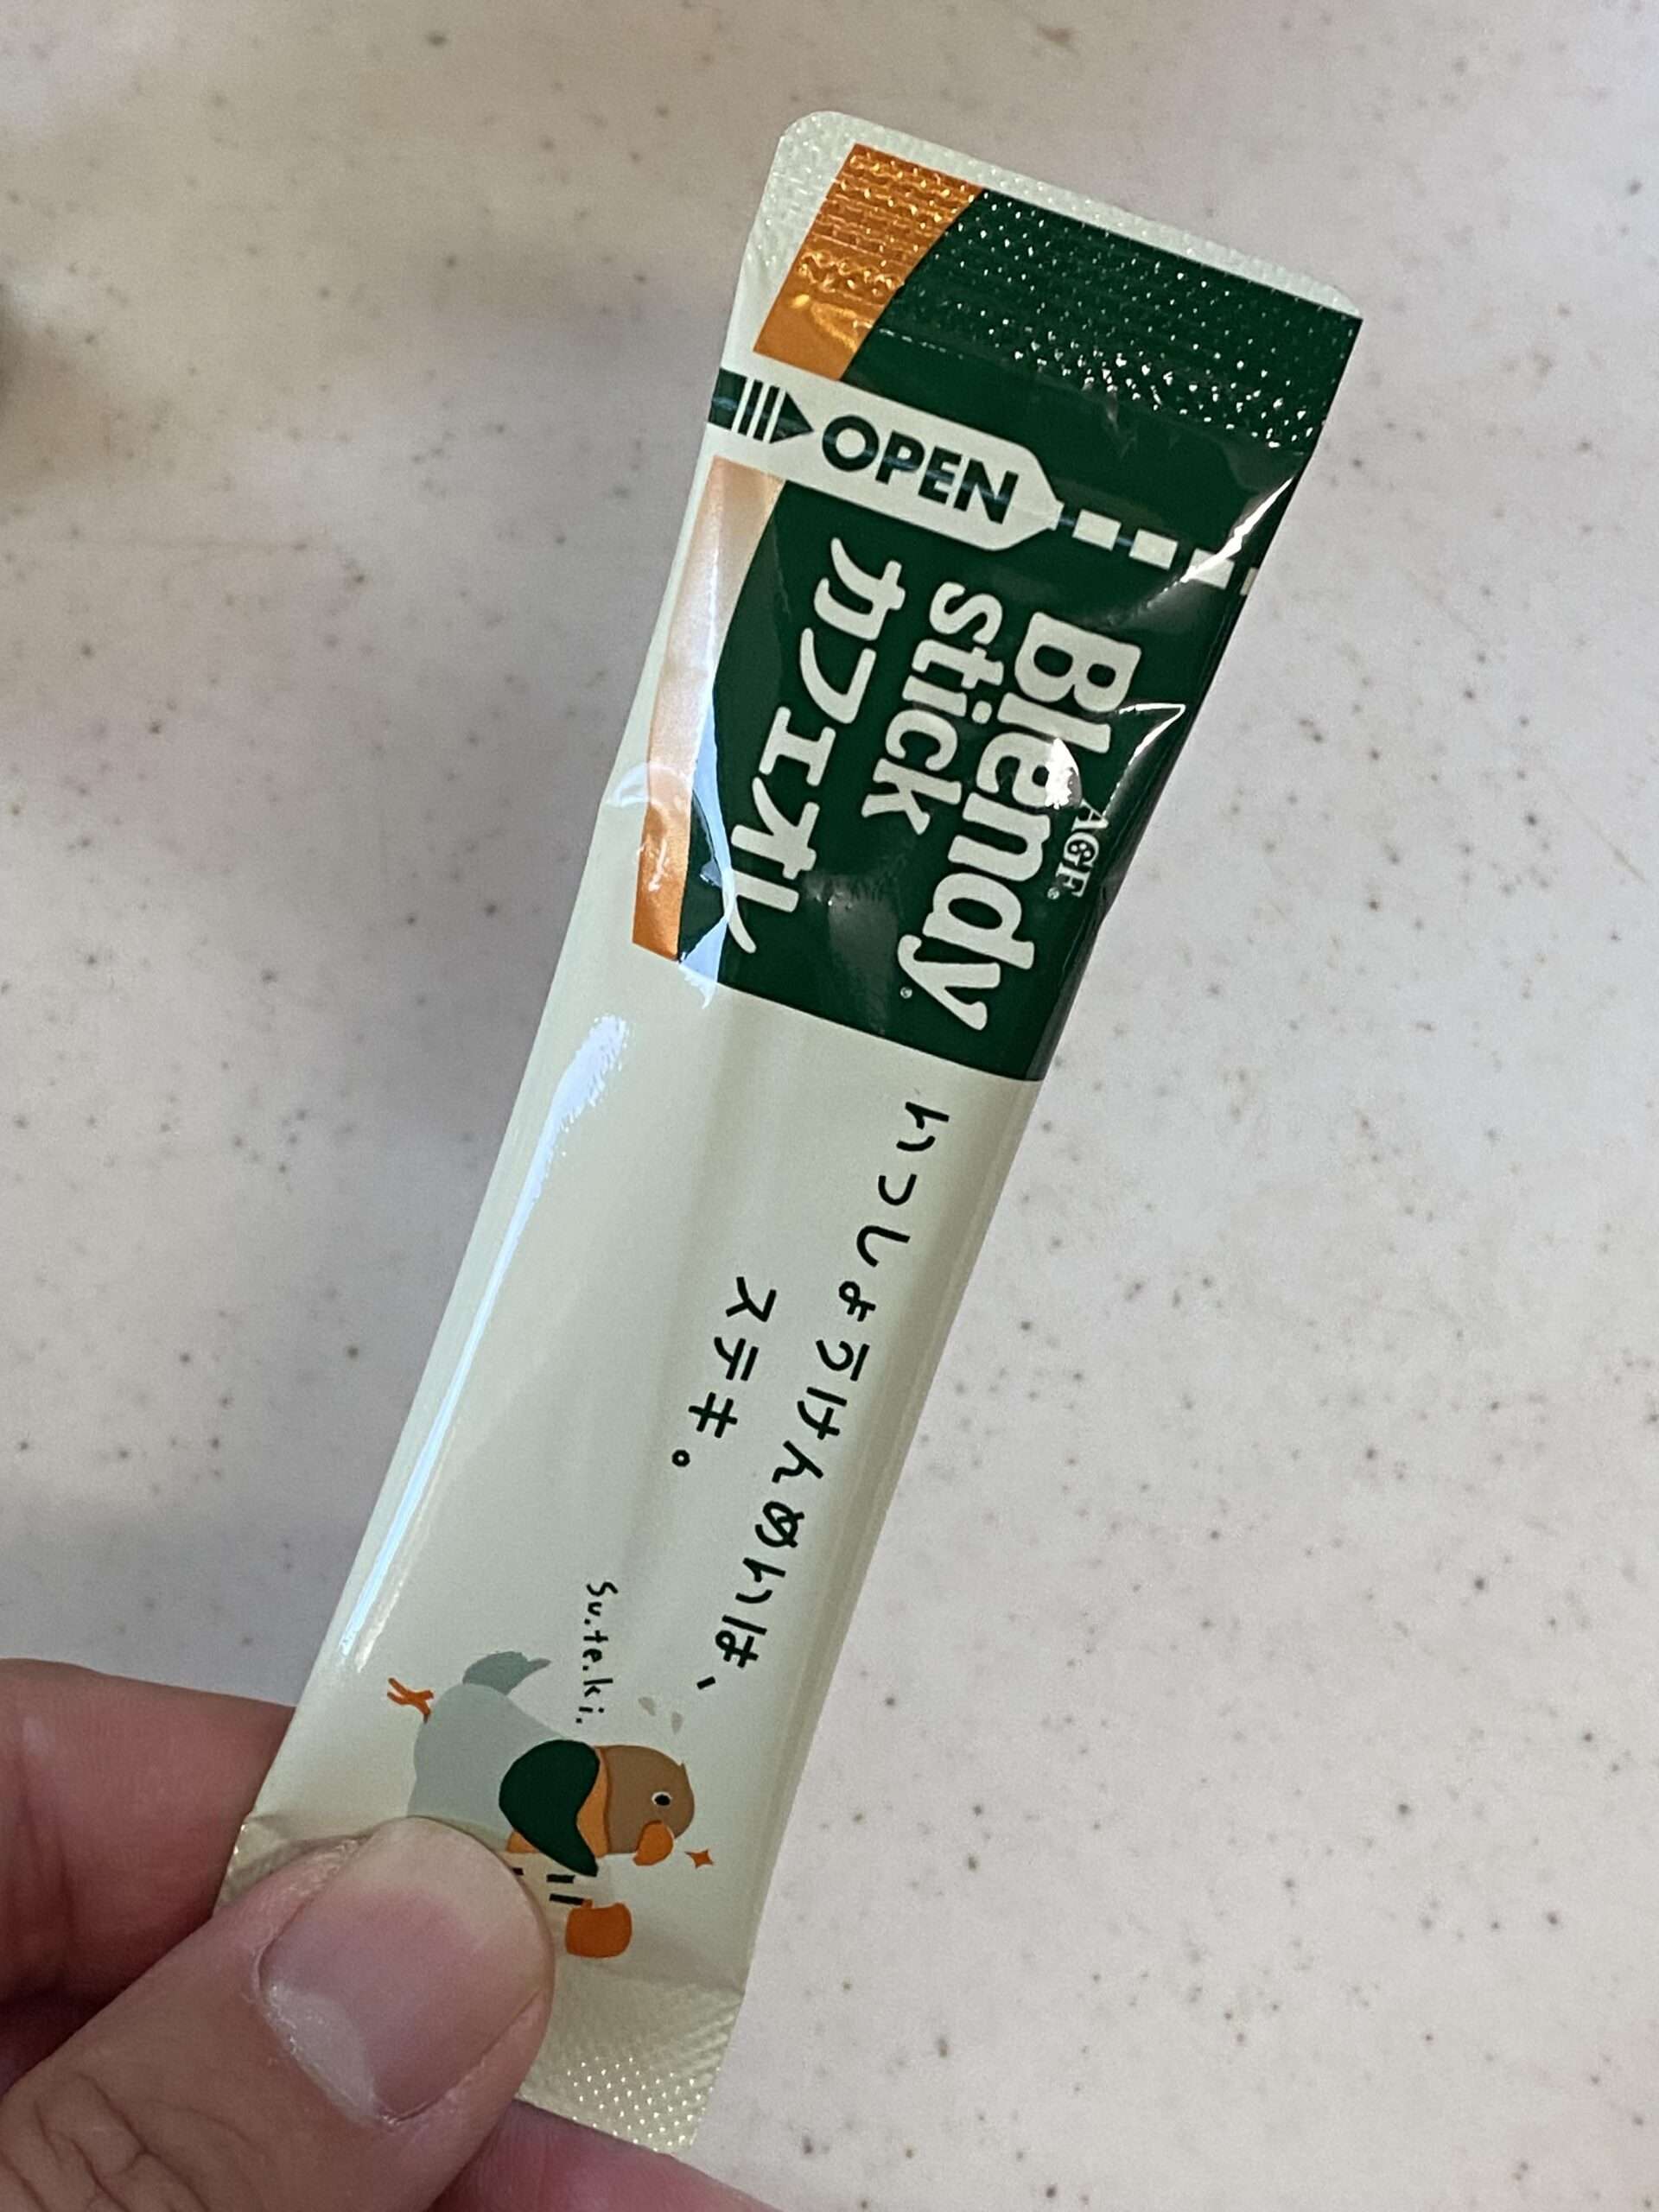 OPEN
AGF®
Blendy®
stick
カフェオレ
いっしょうけんめいは、
ステキ。
Su.te.ki.